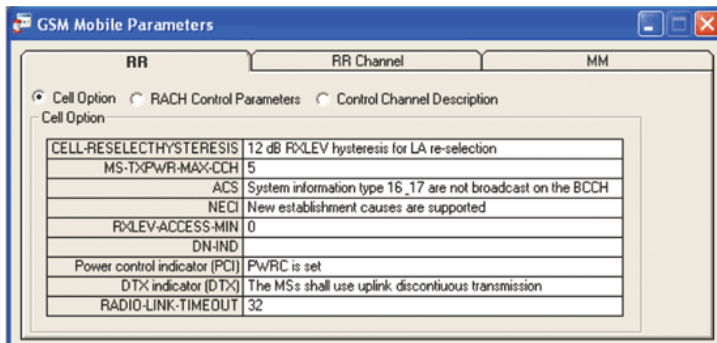 GSM Mobile Parameters
RR RR Channel MM
Cell Option RACH Control Parameters Control Channel Description
Cell Option
CELL-RESELECTHYSTERESIS 12 dB RXLEV hysteresis for LA re-selection
MS-TXPWR-MAX-CCH 5
ACS System information type 16_17 are not broadcast on the BCCH
NECI New establishment causes are supported
RXLEV-ACCESS-MIN 0
DN-IND
Power control indicator (PCI) PWRC is set
DTX indicator (DTX) The MSs shall use uplink discontiuous transmission
RADIO-LINK-TIMEOUT 32